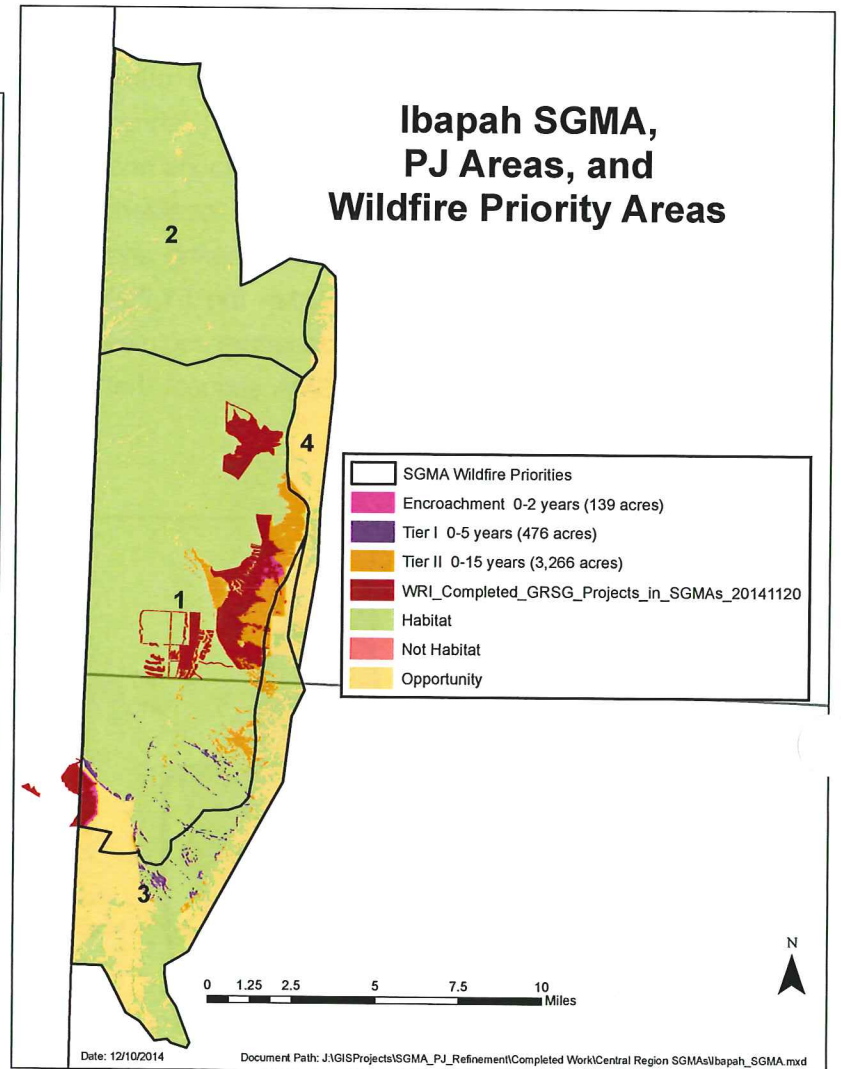 Ibapah SGMA,
PJ Areas, and
Wildfire Priority Areas
2
4
1
3
SGMA Wildfire Priorities
Encroachment 0-2 years (139 acres)
Tier I 0-5 years (476 acres)
Tier II 0-15 years (3,266 acres)
WRI_Completed_GRSG_Projects_in_SGMAs_20141120
Habitat
Not Habitat
Opportunity
N
0 1.25 2.5 5 7.5 10
Miles
Date: 12/10/2014
Document Path: J:\GISProjects\SGMA_PJ_Refinement\Completed Work\Central Region SGMAs\Ibapah_SGMA.mxd